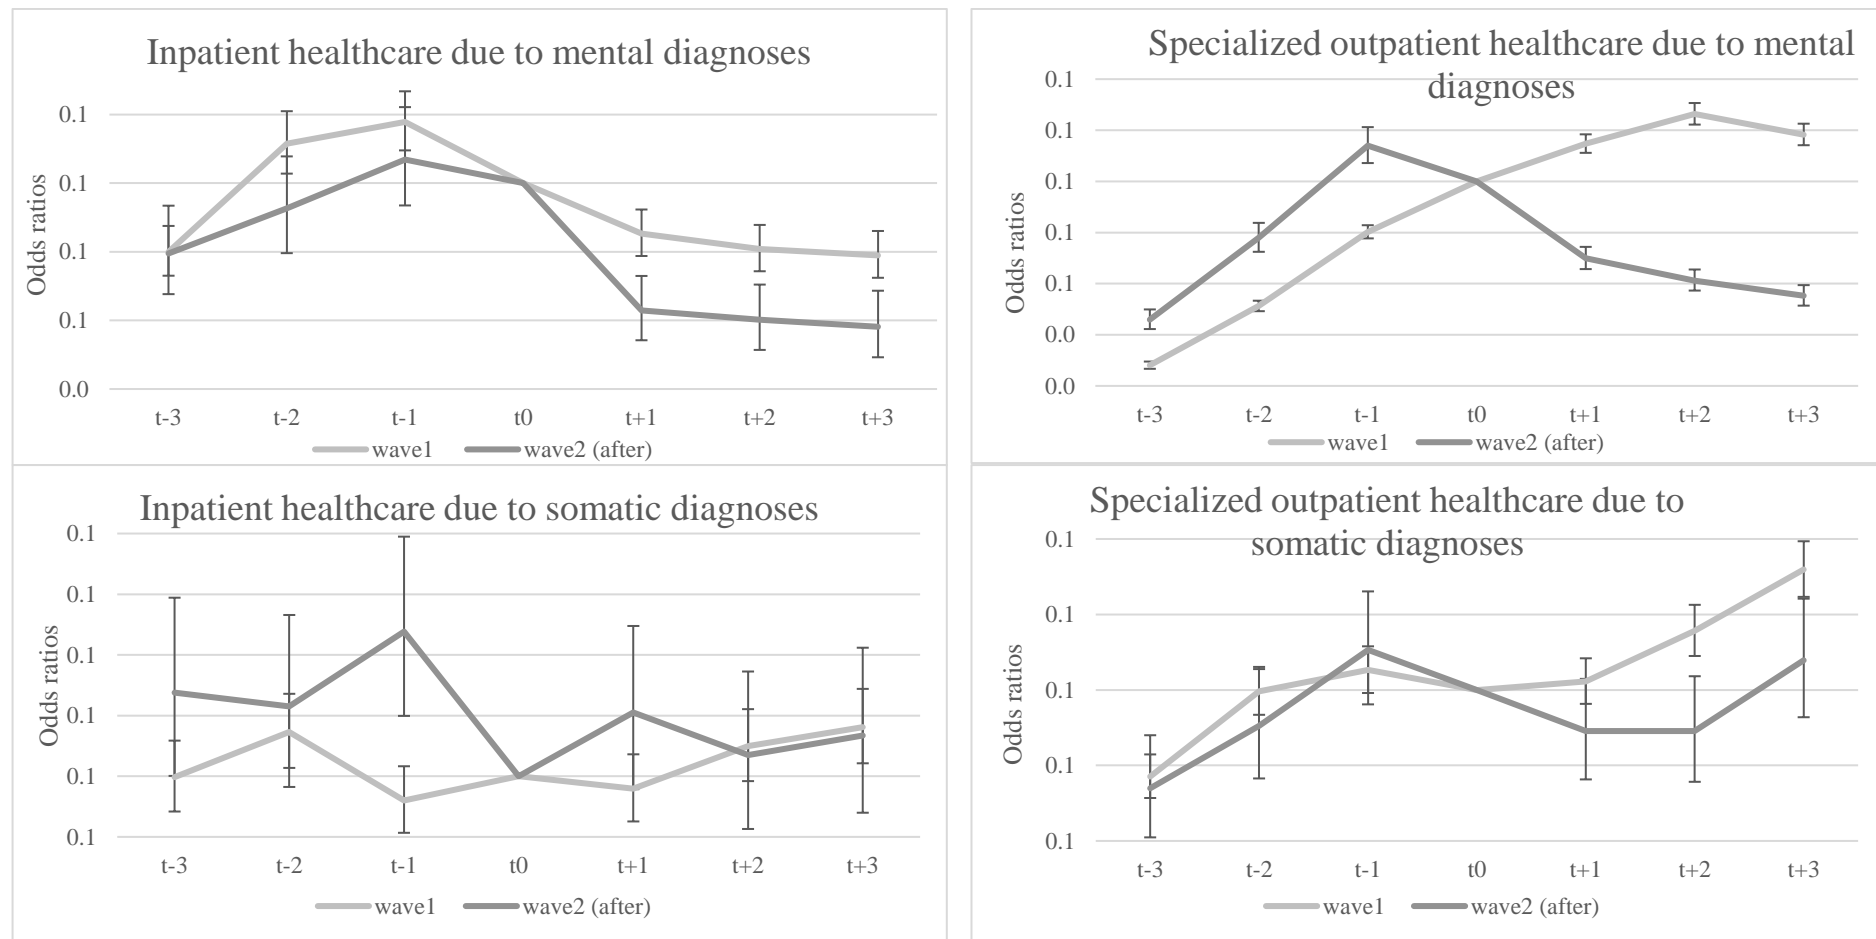 Inpatient healthcare due to mental diagnoses
Odds ratios
0.1
0.1
0.1
0.1
0.0
t-3 t-2 t-1 t0 t+1 t+2 t+3
wave1 wave2 (after)
Specialized outpatient healthcare due to mental
diagnoses
Odds ratios
0.1
0.1
0.1
0.1
0.1
0.0
0.0
t-3 t-2 t-1 t0 t+1 t+2 t+3
wave1 wave2 (after)
Inpatient healthcare due to somatic diagnoses
Odds ratios
0.1
0.1
0.1
0.1
0.1
0.1
t-3 t-2 t-1 t0 t+1 t+2 t+3
wave1 wave2 (after)
Specialized outpatient healthcare due to
somatic diagnoses
Odds ratios
0.1
0.1
0.1
0.1
0.1
t-3 t-2 t-1 t0 t+1 t+2 t+3
wave1 wave2 (after)